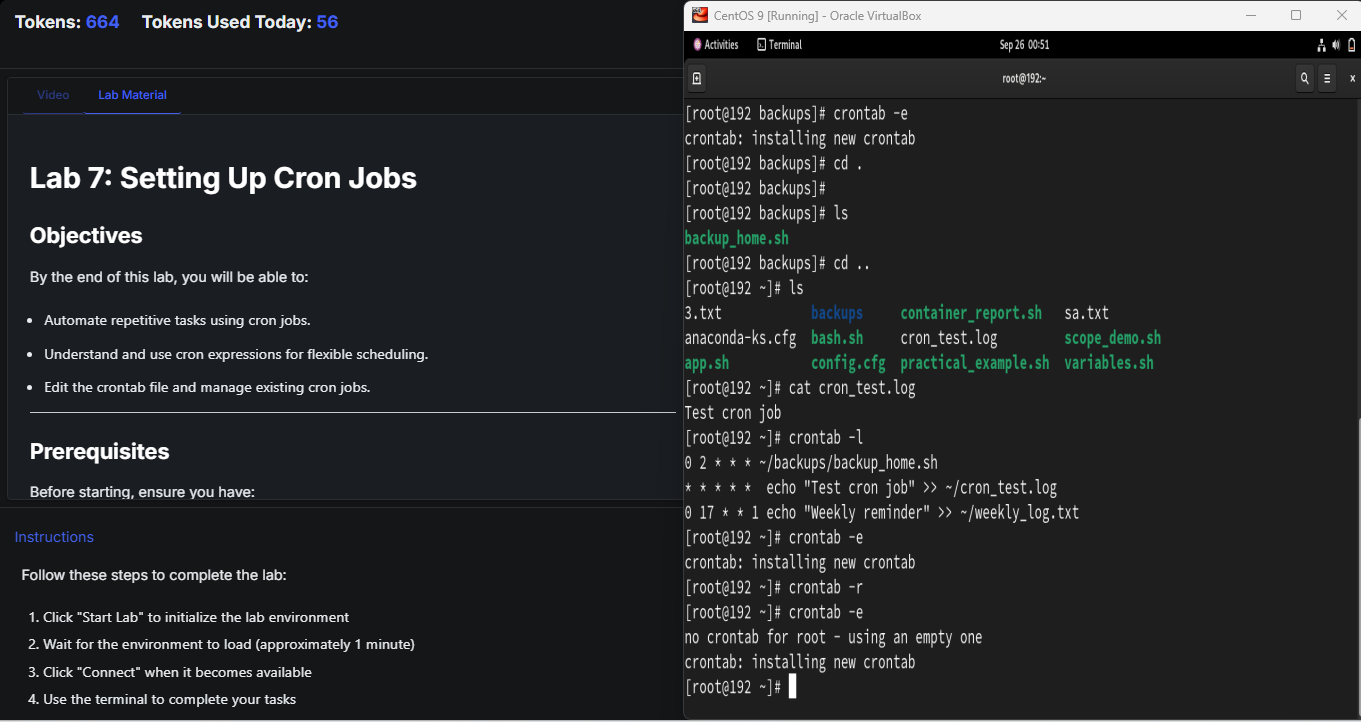 Tokens: 664 Tokens Used Today: 56
Video Lab Material
Lab 7: Setting Up Cron Jobs
Objectives
By the end of this lab, you will be able to:
• Automate repetitive tasks using cron jobs.
• Understand and use cron expressions for flexible scheduling.
• Edit the crontab file and manage existing cron jobs.
Prerequisites
Before starting, ensure you have:
Instructions
Follow these steps to complete the lab:
1. Click "Start Lab" to initialize the lab environment
2. Wait for the environment to load (approximately 1 minute)
3. Click "Connect" when it becomes available
4. Use the terminal to complete your tasks
CentOS 9 [Running] - Oracle VirtualBox
Activities Terminal Sep 26 00:51
root@192:~
[root@192 backups]# crontab -e
crontab: installing new crontab
[root@192 backups]# cd .
[root@192 backups]#
[root@192 backups]# ls
backup_home.sh
[root@192 backups]# cd ..
[root@192 ~]# ls
3.txt backups container_report.sh sa.txt
anaconda-ks.cfg bash.sh cron_test.log scope_demo.sh
app.sh config.cfg practical_example.sh variables.sh
[root@192 ~]# cat cron_test.log
Test cron job
[root@192 ~]# crontab -l
0 2 * * * ~/backups/backup_home.sh
* * * * *  echo "Test cron job" >> ~/cron_test.log
0 17 * * 1 echo "Weekly reminder" >> ~/weekly_log.txt
[root@192 ~]# crontab -e
crontab: installing new crontab
[root@192 ~]# crontab -r
[root@192 ~]# crontab -e
no crontab for root - using an empty one
crontab: installing new crontab
[root@192 ~]#